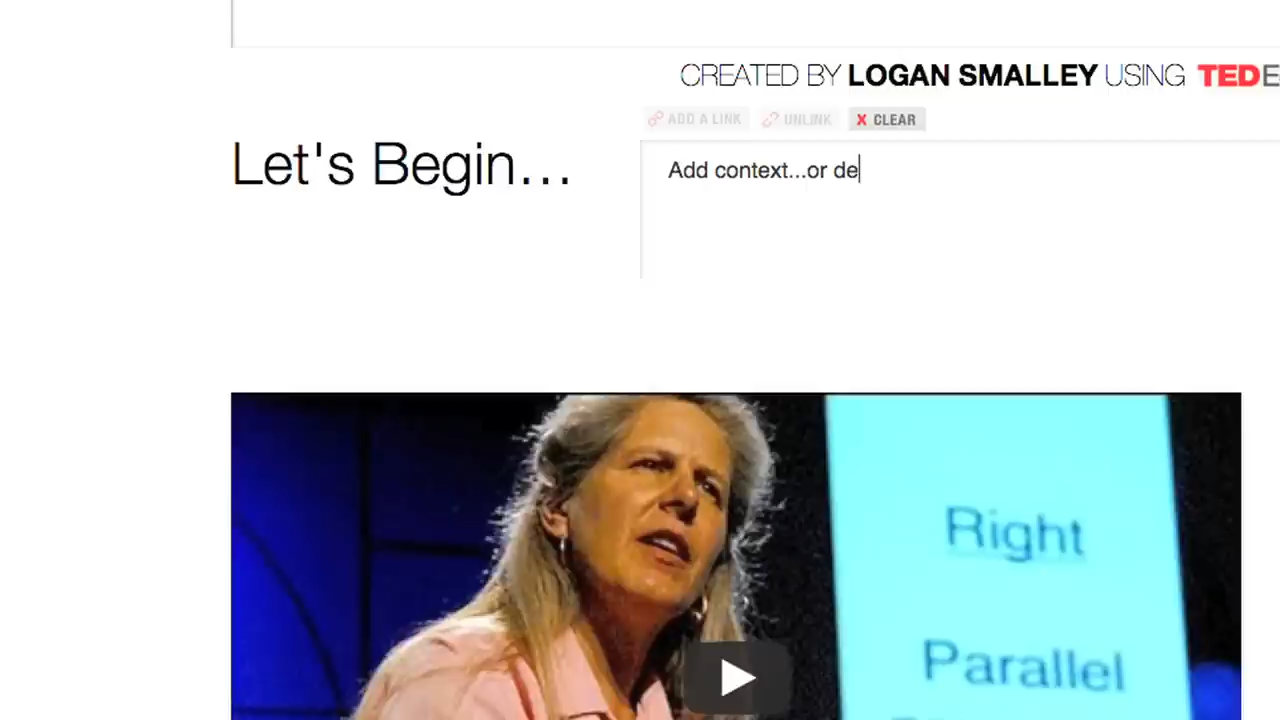 CREATED BY LOGAN SMALLEY USING TEDE
ADD A LINK UNLINK X CLEAR
Let's Begin...
Add context...or de
Right
Parallel